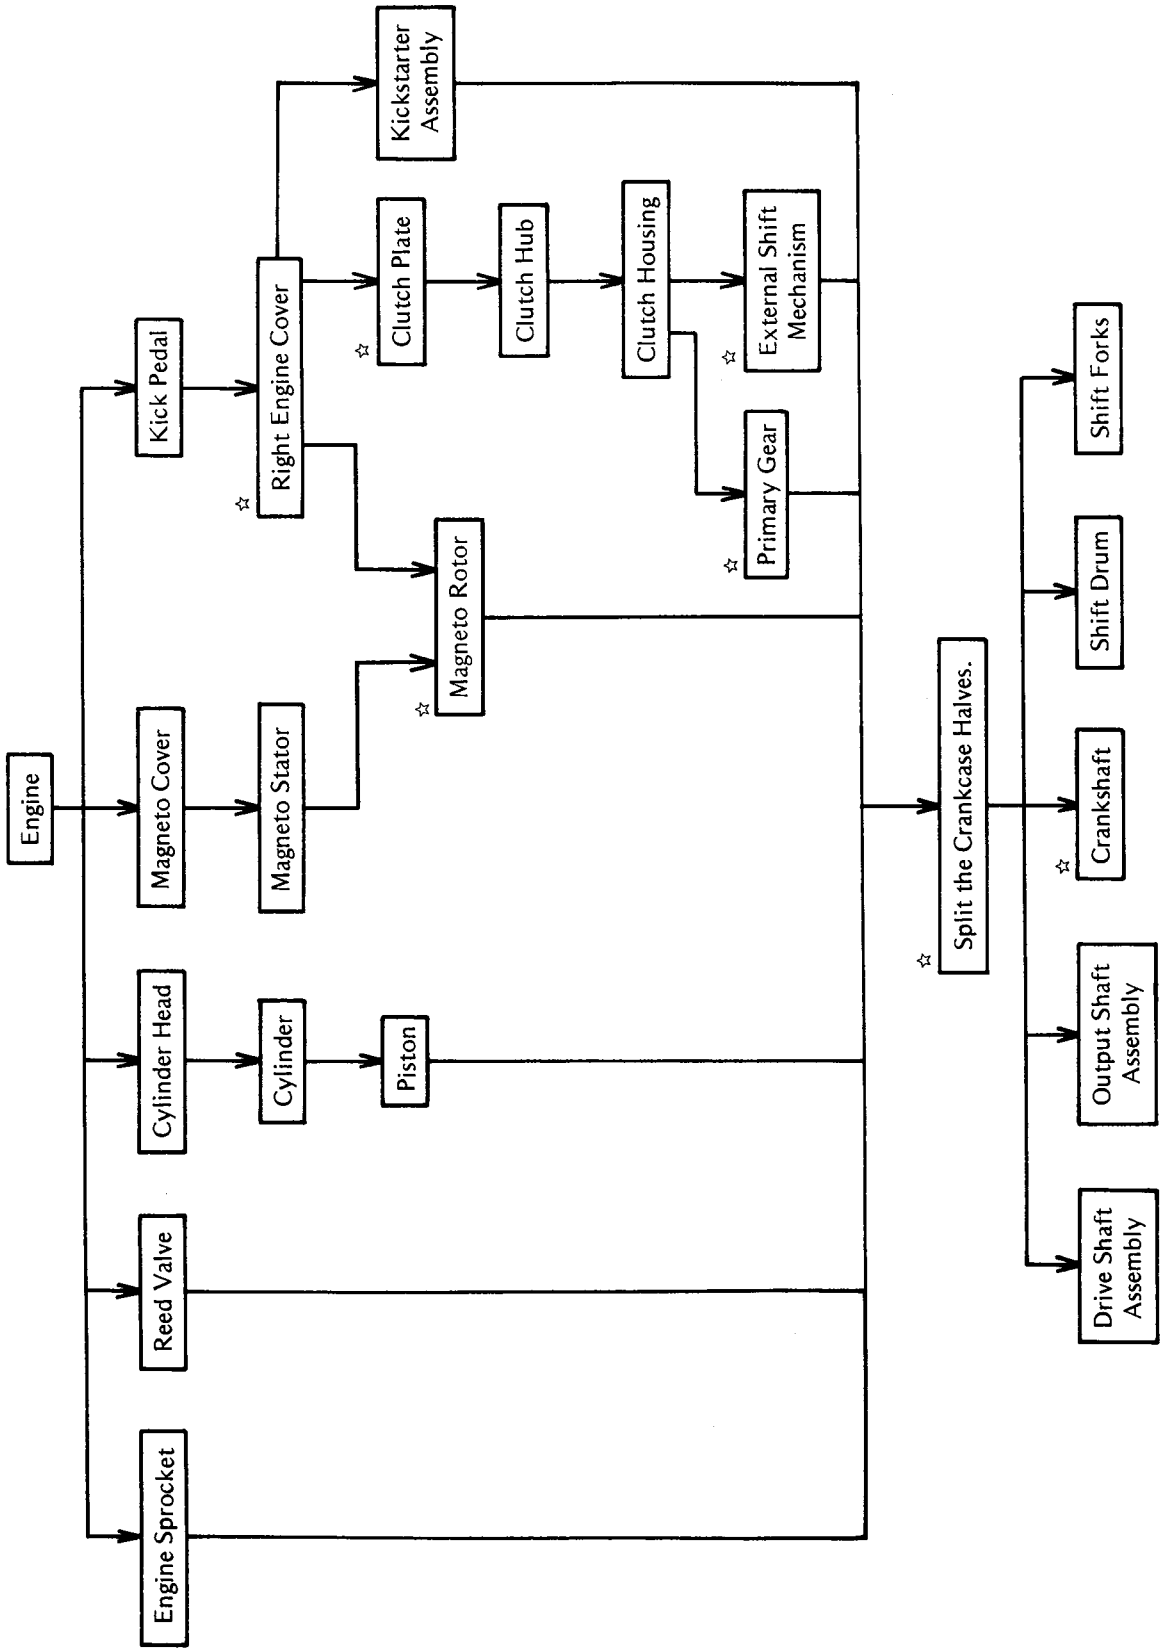 Engine
Engine Sprocket
Reed Valve
Cylinder Head
Magneto Cover
Kick Pedal
Cylinder
Magneto Stator
☆
Right Engine Cover
Piston
☆
Clutch Plate
Kickstarter
Assembly
☆
Magneto Rotor
Clutch Hub
Clutch Housing
☆
Primary Gear
☆
External Shift
Mechanism
☆
Split the Crankcase Halves.
Drive Shaft
Assembly
Output Shaft
Assembly
☆
Crankshaft
Shift Drum
Shift Forks